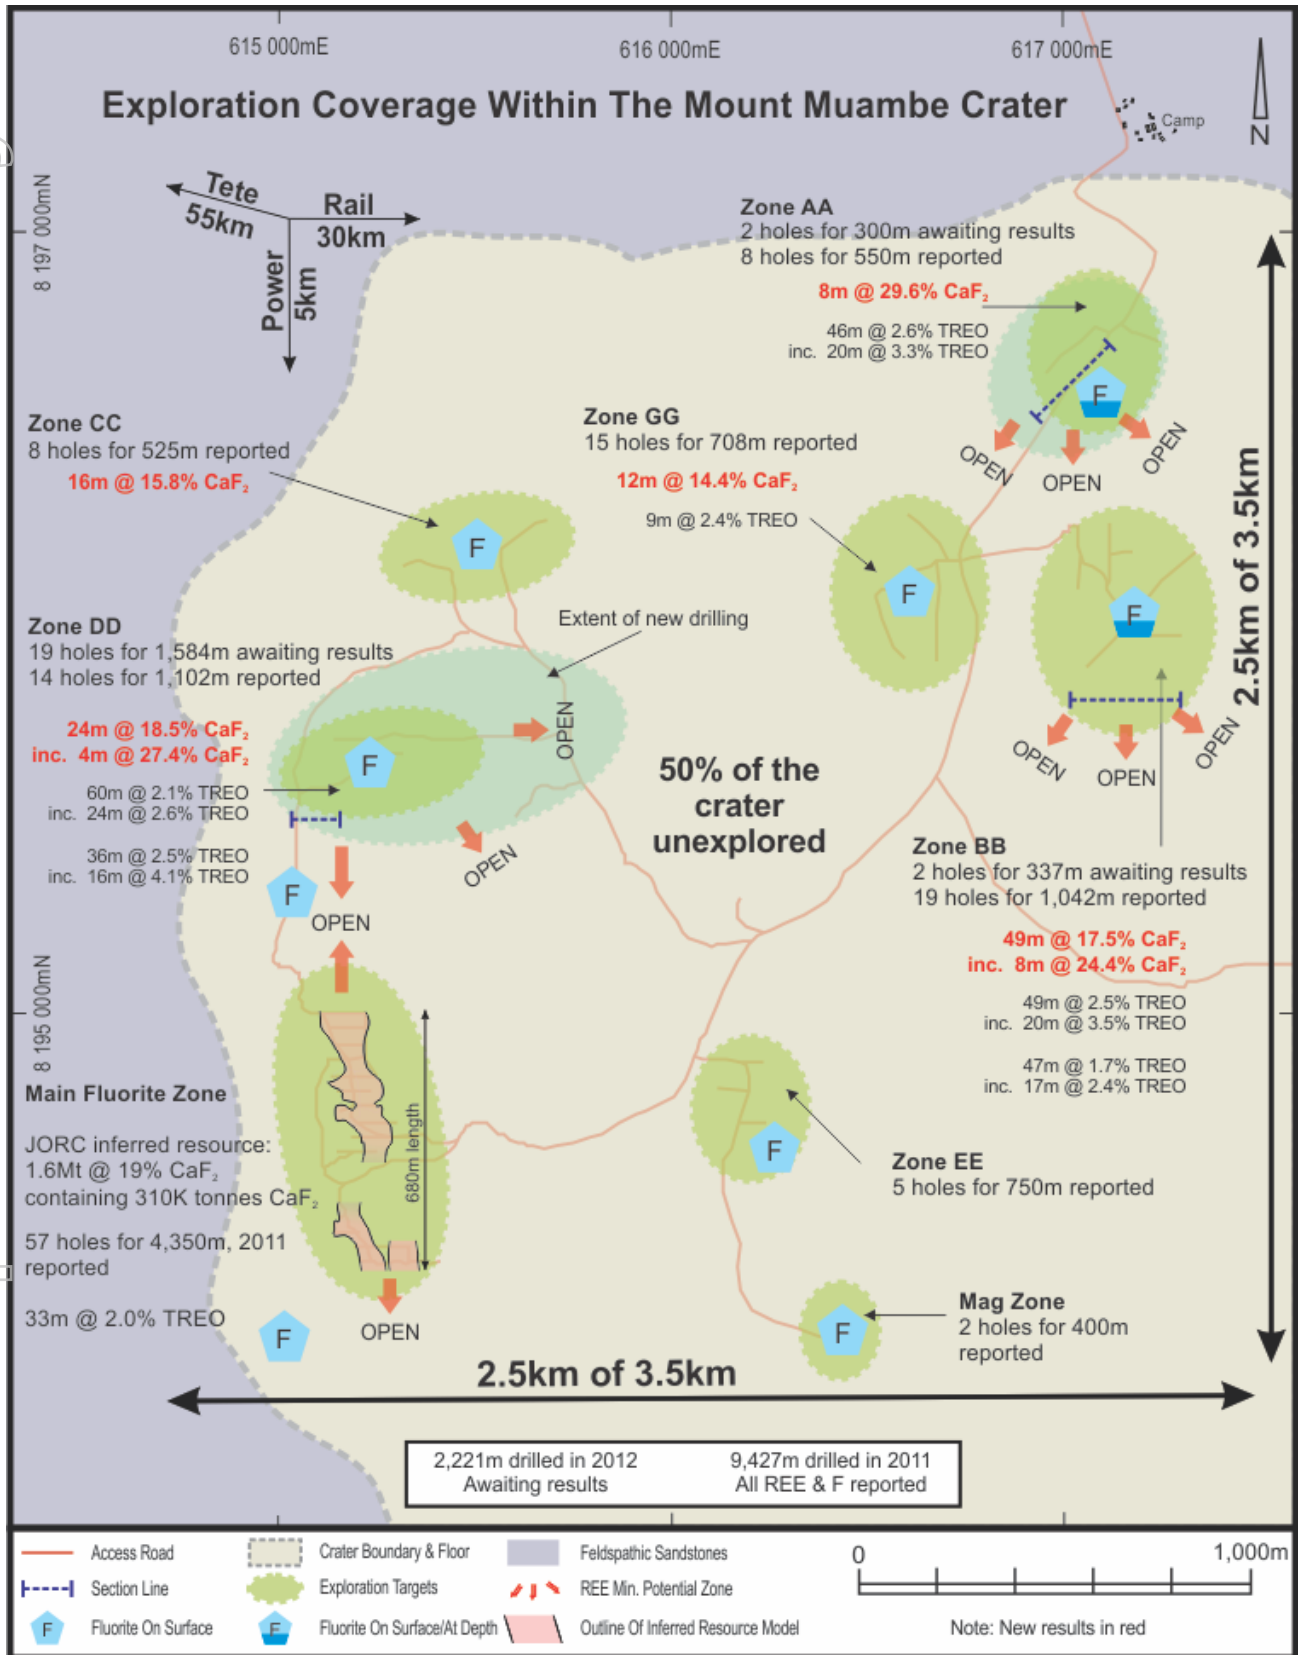 615 000mE
616 000mE
617 000mE
Exploration Coverage Within The Mount Muambe Crater
Camp
N
8 197 000mN
Tete
55km
Rail
30km
Power
5km
Zone AA
2 holes for 300m awaiting results
8 holes for 550m reported
8m @ 29.6% CaF₂
46m @ 2.6% TREO
inc. 20m @ 3.3% TREO
F
OPEN
OPEN
OPEN
Zone CC
8 holes for 525m reported
16m @ 15.8% CaF₂
F
Zone GG
15 holes for 708m reported
12m @ 14.4% CaF₂
9m @ 2.4% TREO
F
F
OPEN
OPEN
OPEN
2.5km of 3.5km
Extent of new drilling
Zone DD
19 holes for 1,584m awaiting results
14 holes for 1,102m reported
24m @ 18.5% CaF₂
inc. 4m @ 27.4% CaF₂
60m @ 2.1% TREO
inc. 24m @ 2.6% TREO
36m @ 2.5% TREO
inc. 16m @ 4.1% TREO
F
OPEN
OPEN
F
OPEN
50% of the
crater
unexplored
Zone BB
2 holes for 337m awaiting results
19 holes for 1,042m reported
49m @ 17.5% CaF₂
inc. 8m @ 24.4% CaF₂
49m @ 2.5% TREO
inc. 20m @ 3.5% TREO
47m @ 1.7% TREO
inc. 17m @ 2.4% TREO
8 195 000mN
Main Fluorite Zone
JORC inferred resource:
1.6Mt @ 19% CaF₂
containing 310K tonnes CaF₂
57 holes for 4,350m, 2011
reported
33m @ 2.0% TREO
680m length
F
OPEN
F
Zone EE
5 holes for 750m reported
F
Mag Zone
2 holes for 400m
reported
2.5km of 3.5km
2,221m drilled in 2012
Awaiting results
9,427m drilled in 2011
All REE & F reported
Access Road
Crater Boundary & Floor
Feldspathic Sandstones
0
1,000m
Section Line
Exploration Targets
REE Min. Potential Zone
F
Fluorite On Surface
F
Fluorite On Surface/At Depth
Outline Of Inferred Resource Model
Note: New results in red